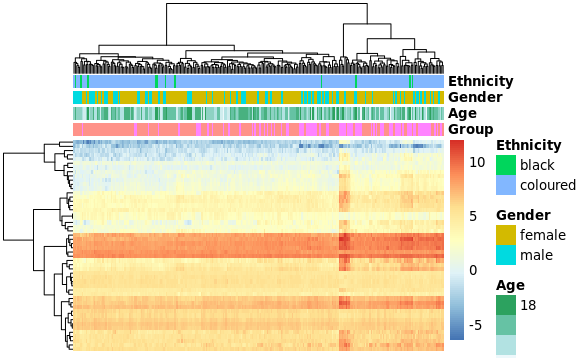 Ethnicity
Gender
Age
Group
Ethnicity
black
coloured
Gender
female
male
Age
18
10
5
0
-5